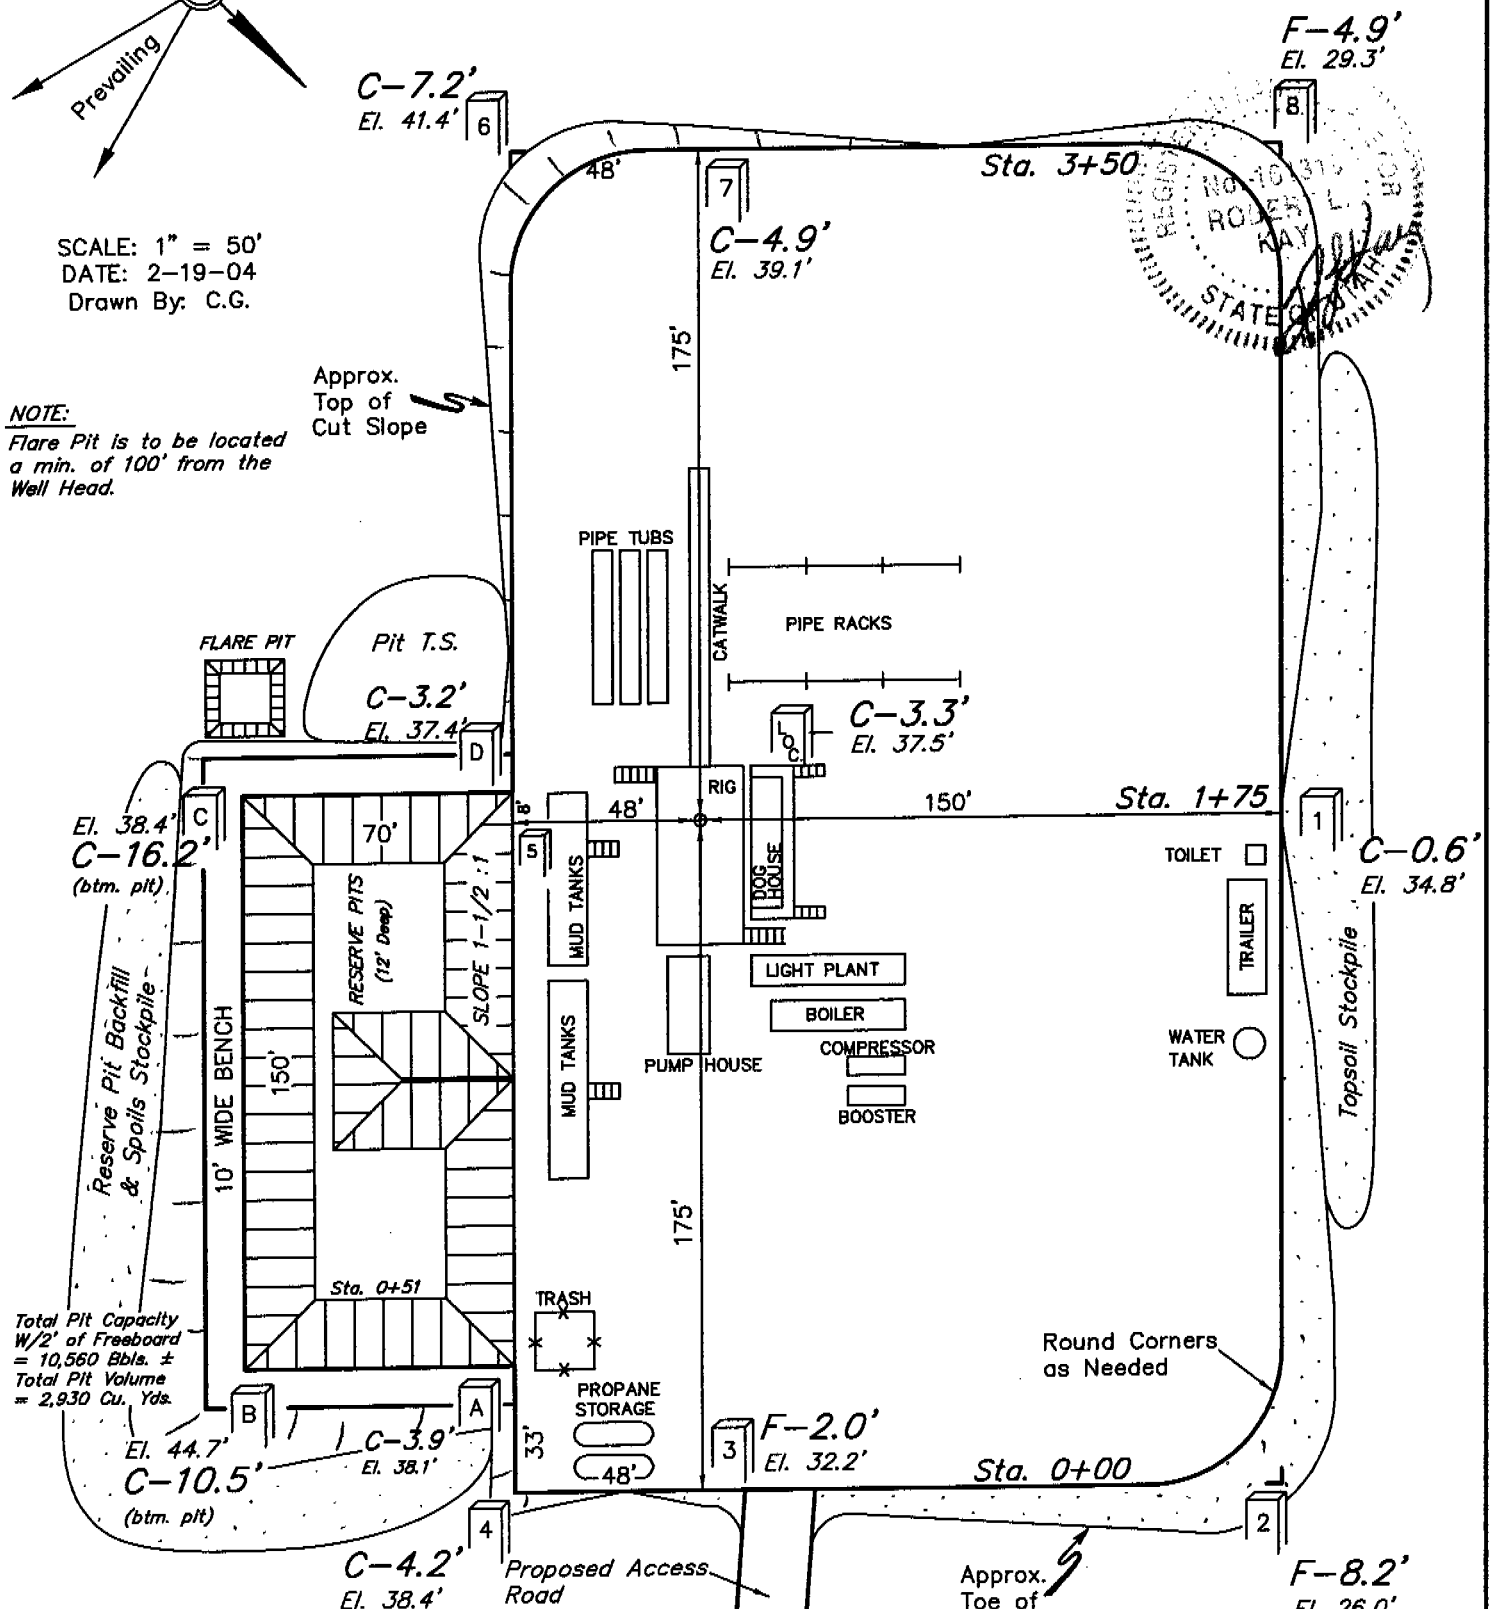 Prevailing
C-7.2'
El. 41.4'
6
F-4.9'
El. 29.3'
8
48'
7
C-4.9'
El. 39.1'
Sta. 3+50
ROBERT L.
KAY
STATE OF UTAH
SCALE: 1" = 50'
DATE: 2-19-04
Drawn By: C.G.
175'
Approx.
Top of
Cut Slope
NOTE:
Flare Pit is to be located
a min. of 100' from the
Well Head.
PIPE TUBS
CATWALK
PIPE RACKS
FLARE PIT
Pit T.S.
C-3.2'
El. 37.4'
D
LOC.
C-3.3'
El. 37.5'
RIG
C
El. 38.4'
C-16.2'
(btm. pit)
70'
8'
48'
150'
Sta. 1+75
1
C-0.6'
El. 34.8'
5
DOG
HOUSE
TOILET
TRAILER
MUD TANKS
RESERVE PITS
(12' Deep)
SLOPE 1-1/2 :1
LIGHT PLANT
BOILER
PUMP HOUSE
COMPRESSOR
BOOSTER
WATER
TANK
Topsoil Stockpile
Reserve Pit Backfill
& Spoils Stockpile
10' WIDE BENCH
150'
MUD TANKS
175'
Sta. 0+51
TRASH
Total Pit Capacity
W/2' of Freeboard
= 10,560 Bbls. ±
Total Pit Volume
= 2,930 Cu. Yds.
Round Corners
as Needed
PROPANE
STORAGE
B
A
El. 44.7'
C-10.5'
(btm. pit)
C-3.9'
El. 38.1'
33'
48'
3
F-2.0'
El. 32.2'
Sta. 0+00
4
2
C-4.2'
El. 38.4'
Proposed Access
Road
Approx.
Toe of
F-8.2'
El. 26.0'